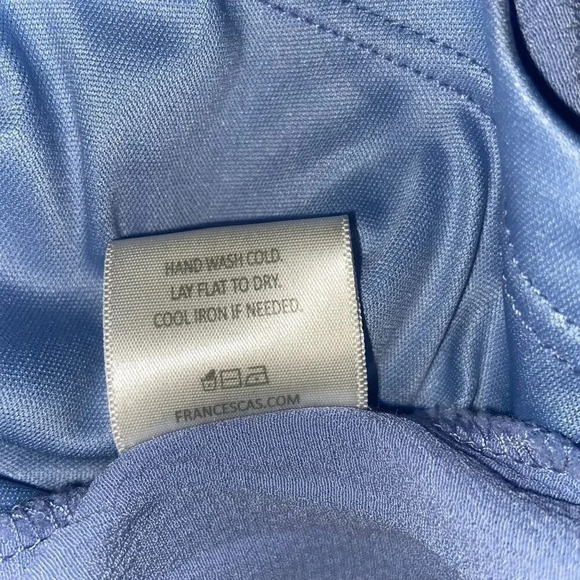 HAND WASH COLD.
LAY FLAT TO DRY.
COOL IRON IF NEEDED.
FRANCESCAS.COM